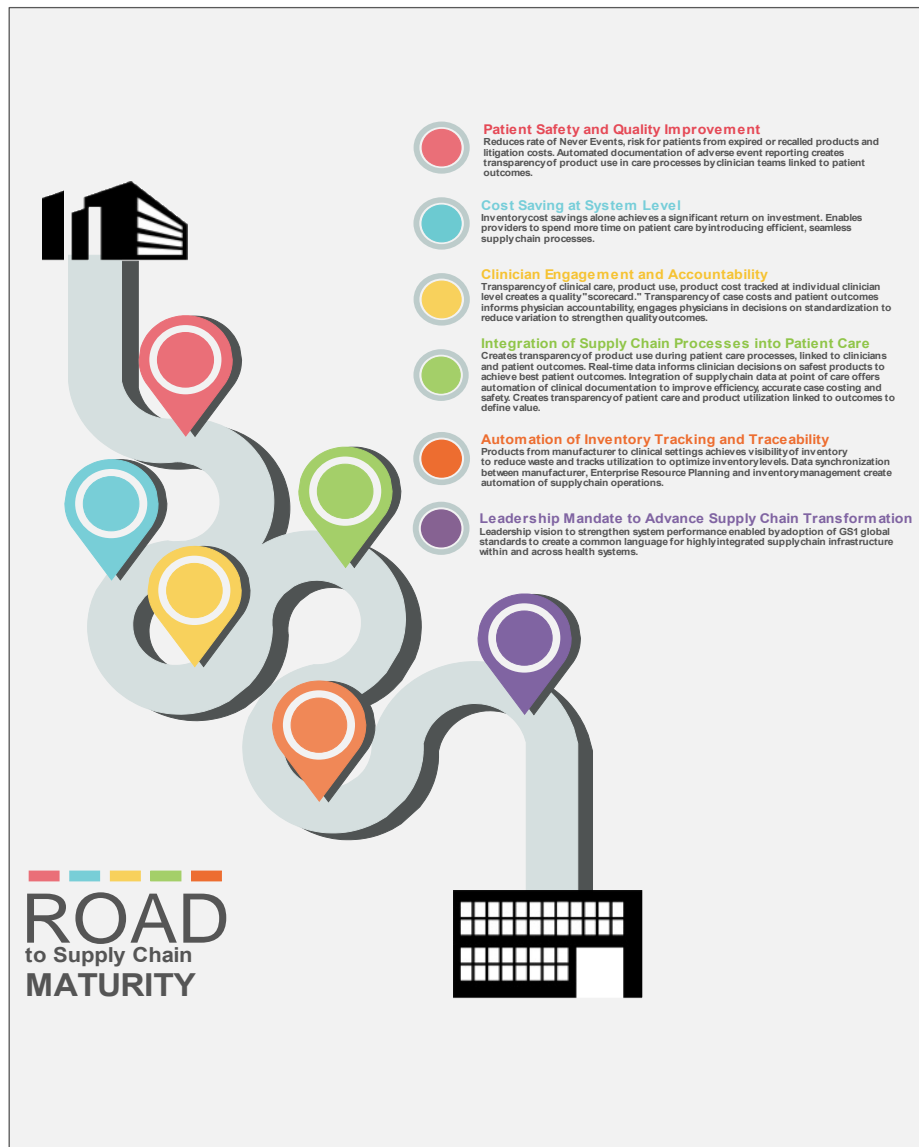 Patient Safety and Quality Improvement
Reduces rate of Never Events, risk for patients from expired or recalled products and
litigation costs. Automated documentation of adverse event reporting creates
transparency of product use in care processes by clinician teams linked to patient
outcomes.
Cost Saving at System Level
Inventory cost savings alone achieves a significant return on investment. Enables
providers to spend more time on patient care by introducing efficient, seamless
supply chain processes.
Clinician Engagement and Accountability
Transparency of clinical care, product use, product cost tracked at individual clinician
level creates a quality "scorecard." Transparency of case costs and patient outcomes
informs physician accountability, engages physicians in decisions on standardization to
reduce variation to strengthen quality outcomes.
Integration of Supply Chain Processes into Patient Care
Creates transparency of product use during patient care processes, linked to clinicians
and patient outcomes. Real-time data informs clinician decisions on safest products to
achieve best patient outcomes. Integration of supply chain data at point of care offers
automation of clinical documentation to improve efficiency, accurate case costing and
safety. Creates transparency of patient care and product utilization linked to outcomes to
define value.
Automation of Inventory Tracking and Traceability
Products from manufacturer to clinical settings achieves visibility of inventory
to reduce waste and tracks utilization to optimize inventory levels. Data synchronization
between manufacturer, Enterprise Resource Planning and inventory management create
automation of supply chain operations.
Leadership Mandate to Advance Supply Chain Transformation
Leadership vision to strengthen system performance enabled by adoption of GS1 global
standards to create a common language for highly integrated supply chain infrastructure
within and across health systems.
ROAD
to Supply Chain
MATURITY